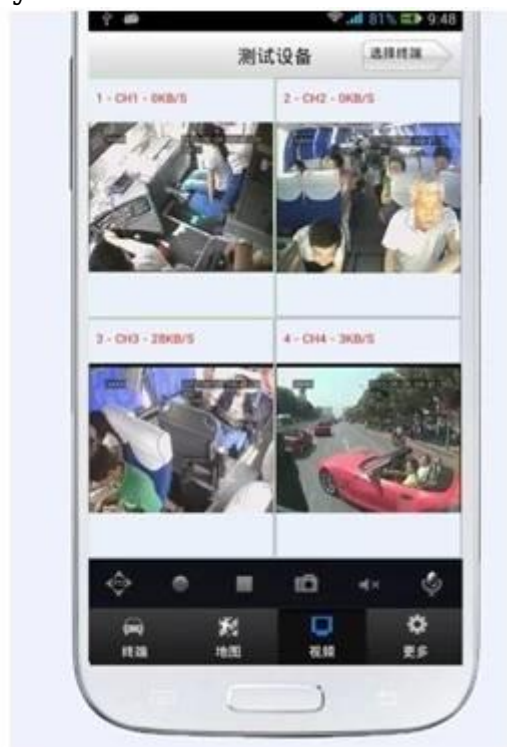 81% 9:48
测试设备 选择终端
1 - CH1 - 0KB/S
2 - CH2 - 0KB/S
3 - CH3 - 28KB/S
4 - CH4 - 3KB/S
终端 地图 视频 更多